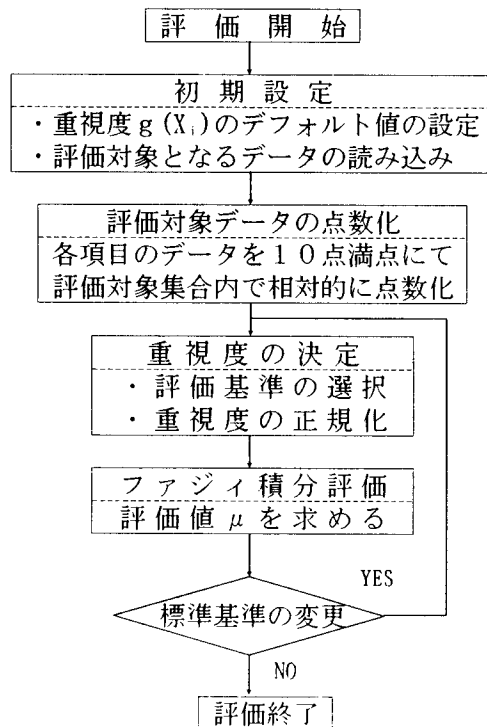 評価開始
初期設定
・重視度g(Xi)のデフォルト値の設定
・評価対象となるデータの読み込み
評価対象データの点数化
各項目のデータを10点満点にて
評価対象集合内で相対的に点数化
重視度の決定
・評価基準の選択
・重視度の正規化
ファジィ積分評価
評価値μを求める
YES
標準基準の変更
NO
評価終了